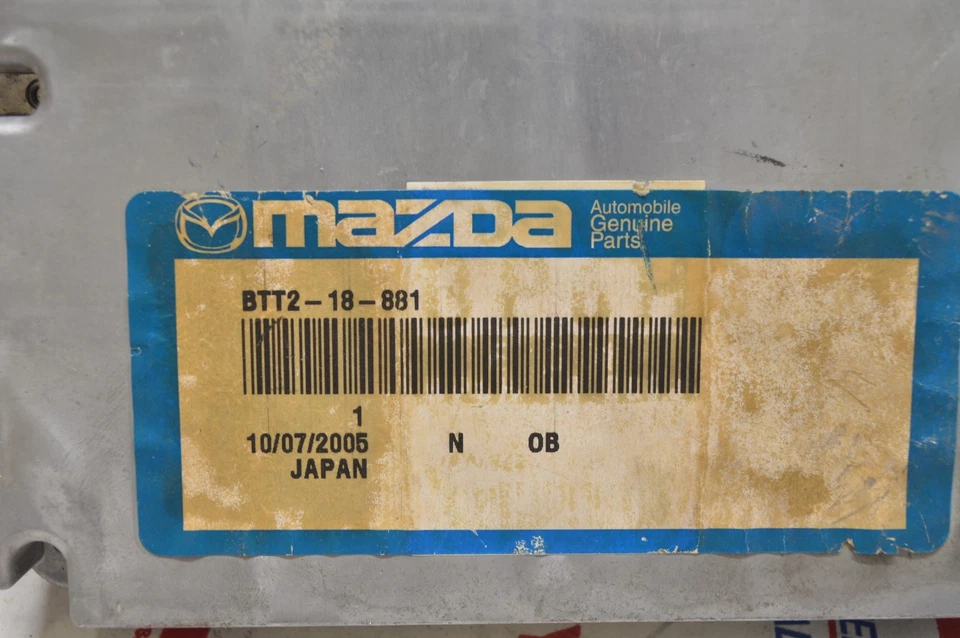 mazda
Automobile
Genuine
Parts
BTT2-18-881
1
10/07/2005 N OB
JAPAN